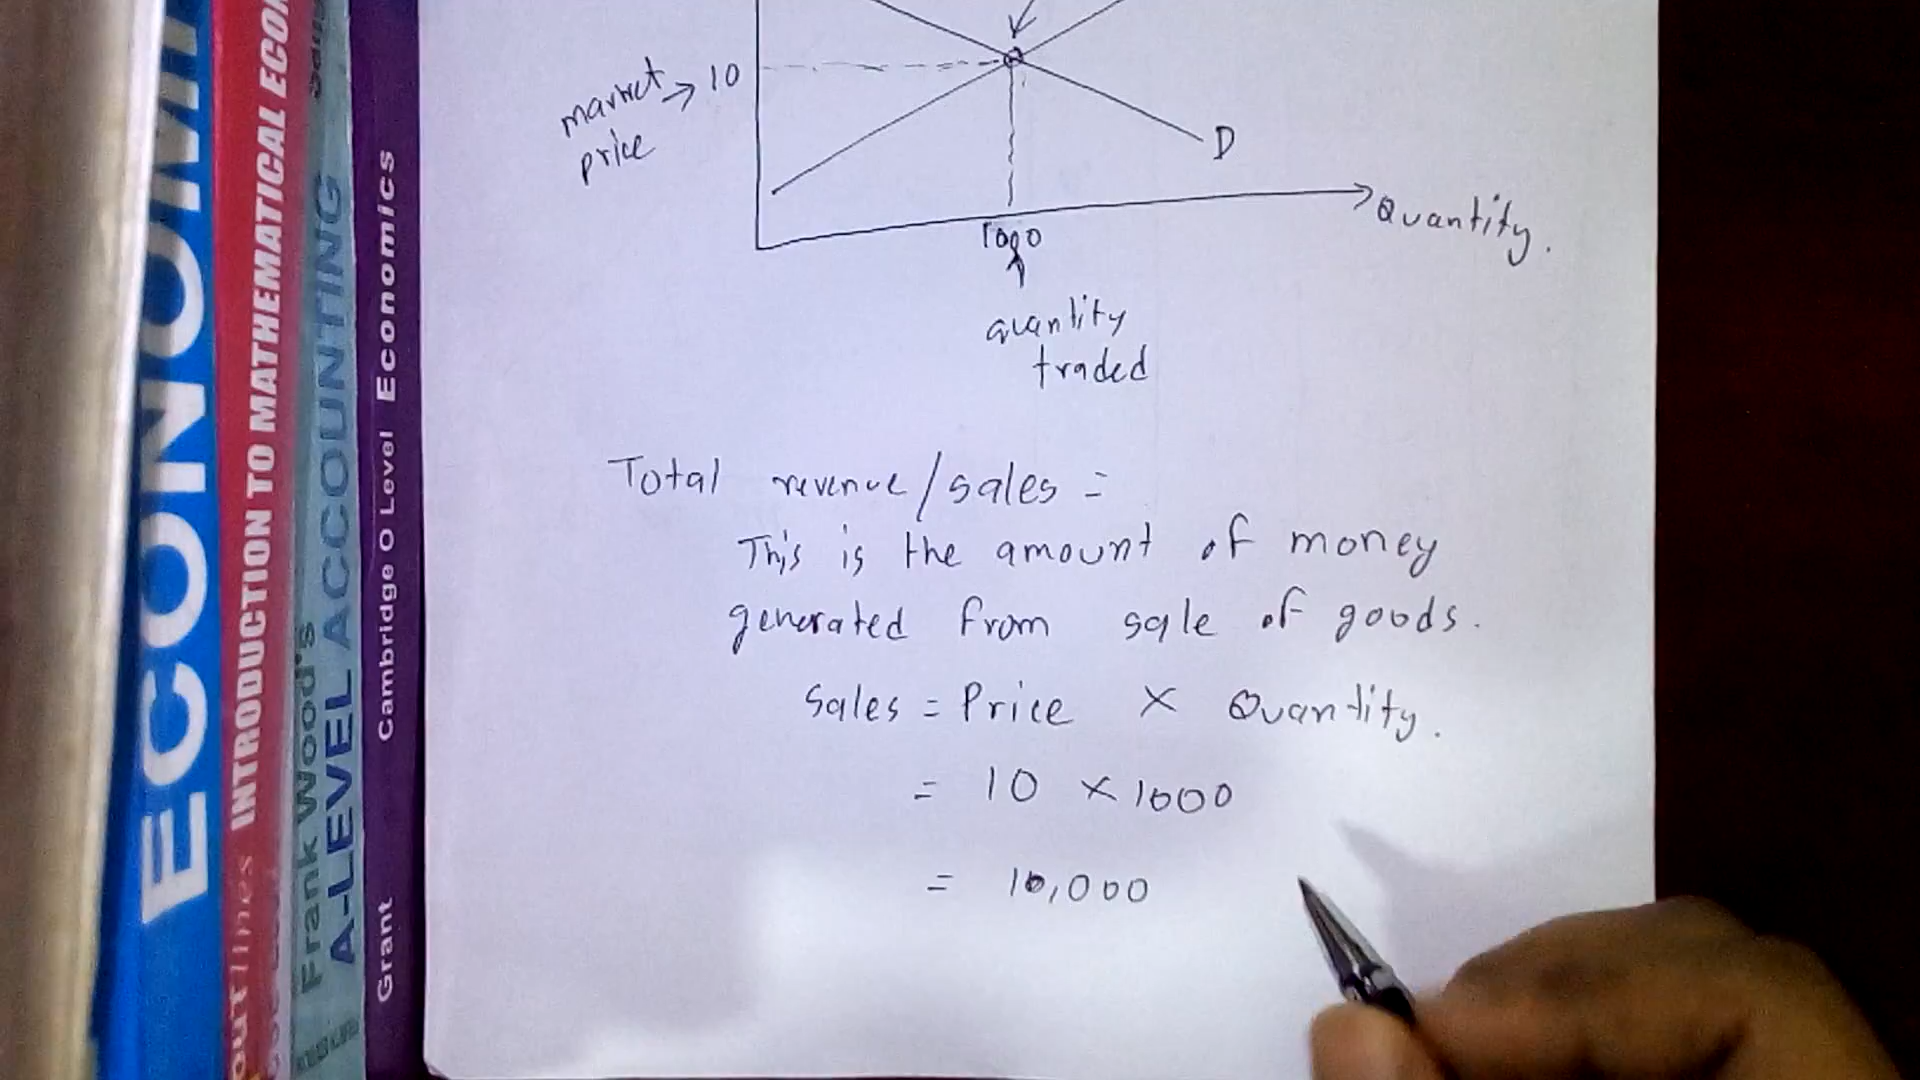 ECONOMI
OUTlines
INTRODUCTION TO MATHEMATICAL ECON
Frank Wood's
A-LEVEL ACCOUNTING
Grant Cambridge O Level Economics
market → 10
price
D
Quantity.
1000
quantity
traded
Total revenue/sales =
This is the amount of money
generated from sale of goods.
Sales = Price × Quantity.
= 10 × 1000
= 10,000